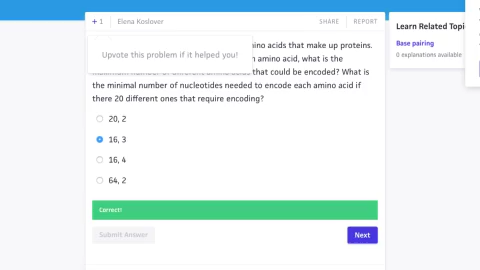 + 1 Elena Koslover SHARE REPORT
Learn Related Topi
Upvote this problem if it helped you!
ino acids that make up proteins.
Base pairing
n amino acid, what is the
0 explanations available
that could be encoded? What is
the minimal number of nucleotides needed to encode each amino acid if
there 20 different ones that require encoding?
20, 2
16, 3
16, 4
64, 2
Correct!
Submit Answer Next